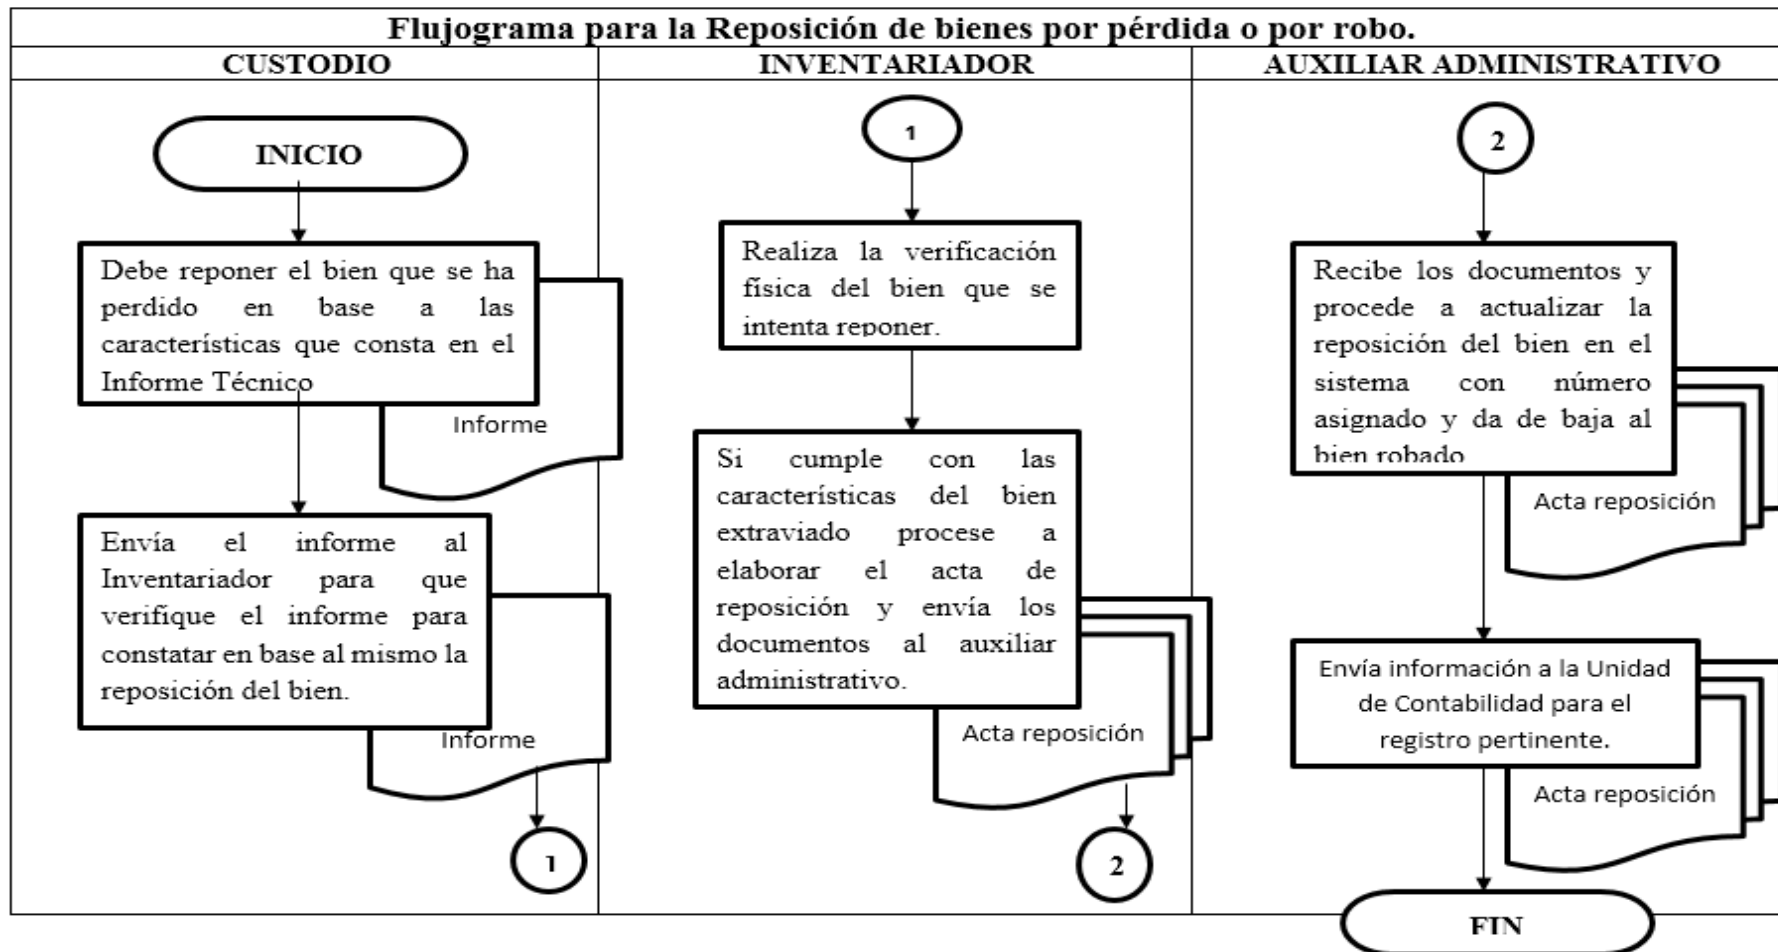 Flujograma para la Reposición de bienes por pérdida o por robo.
CUSTODIO
INVENTARIADOR
AUXILIAR ADMINISTRATIVO
INICIO
Debe reponer el bien que se ha
perdido en base a las
características que consta en el
Informe Técnico
Informe
Envía el informe al
Inventariador para que
verifique el informe para
constatar en base al mismo la
reposición del bien.
Informe
1
1
Realiza la verificación
física del bien que se
intenta reponer.
Si cumple con las
características del bien
extraviado procese a
elaborar el acta de
reposición y envía los
documentos al auxiliar
administrativo.
Acta reposición
2
2
Recibe los documentos y
procede a actualizar la
reposición del bien en el
sistema con número
asignado y da de baja al
bien robado
Acta reposición
Envía información a la Unidad
de Contabilidad para el
registro pertinente.
Acta reposición
FIN